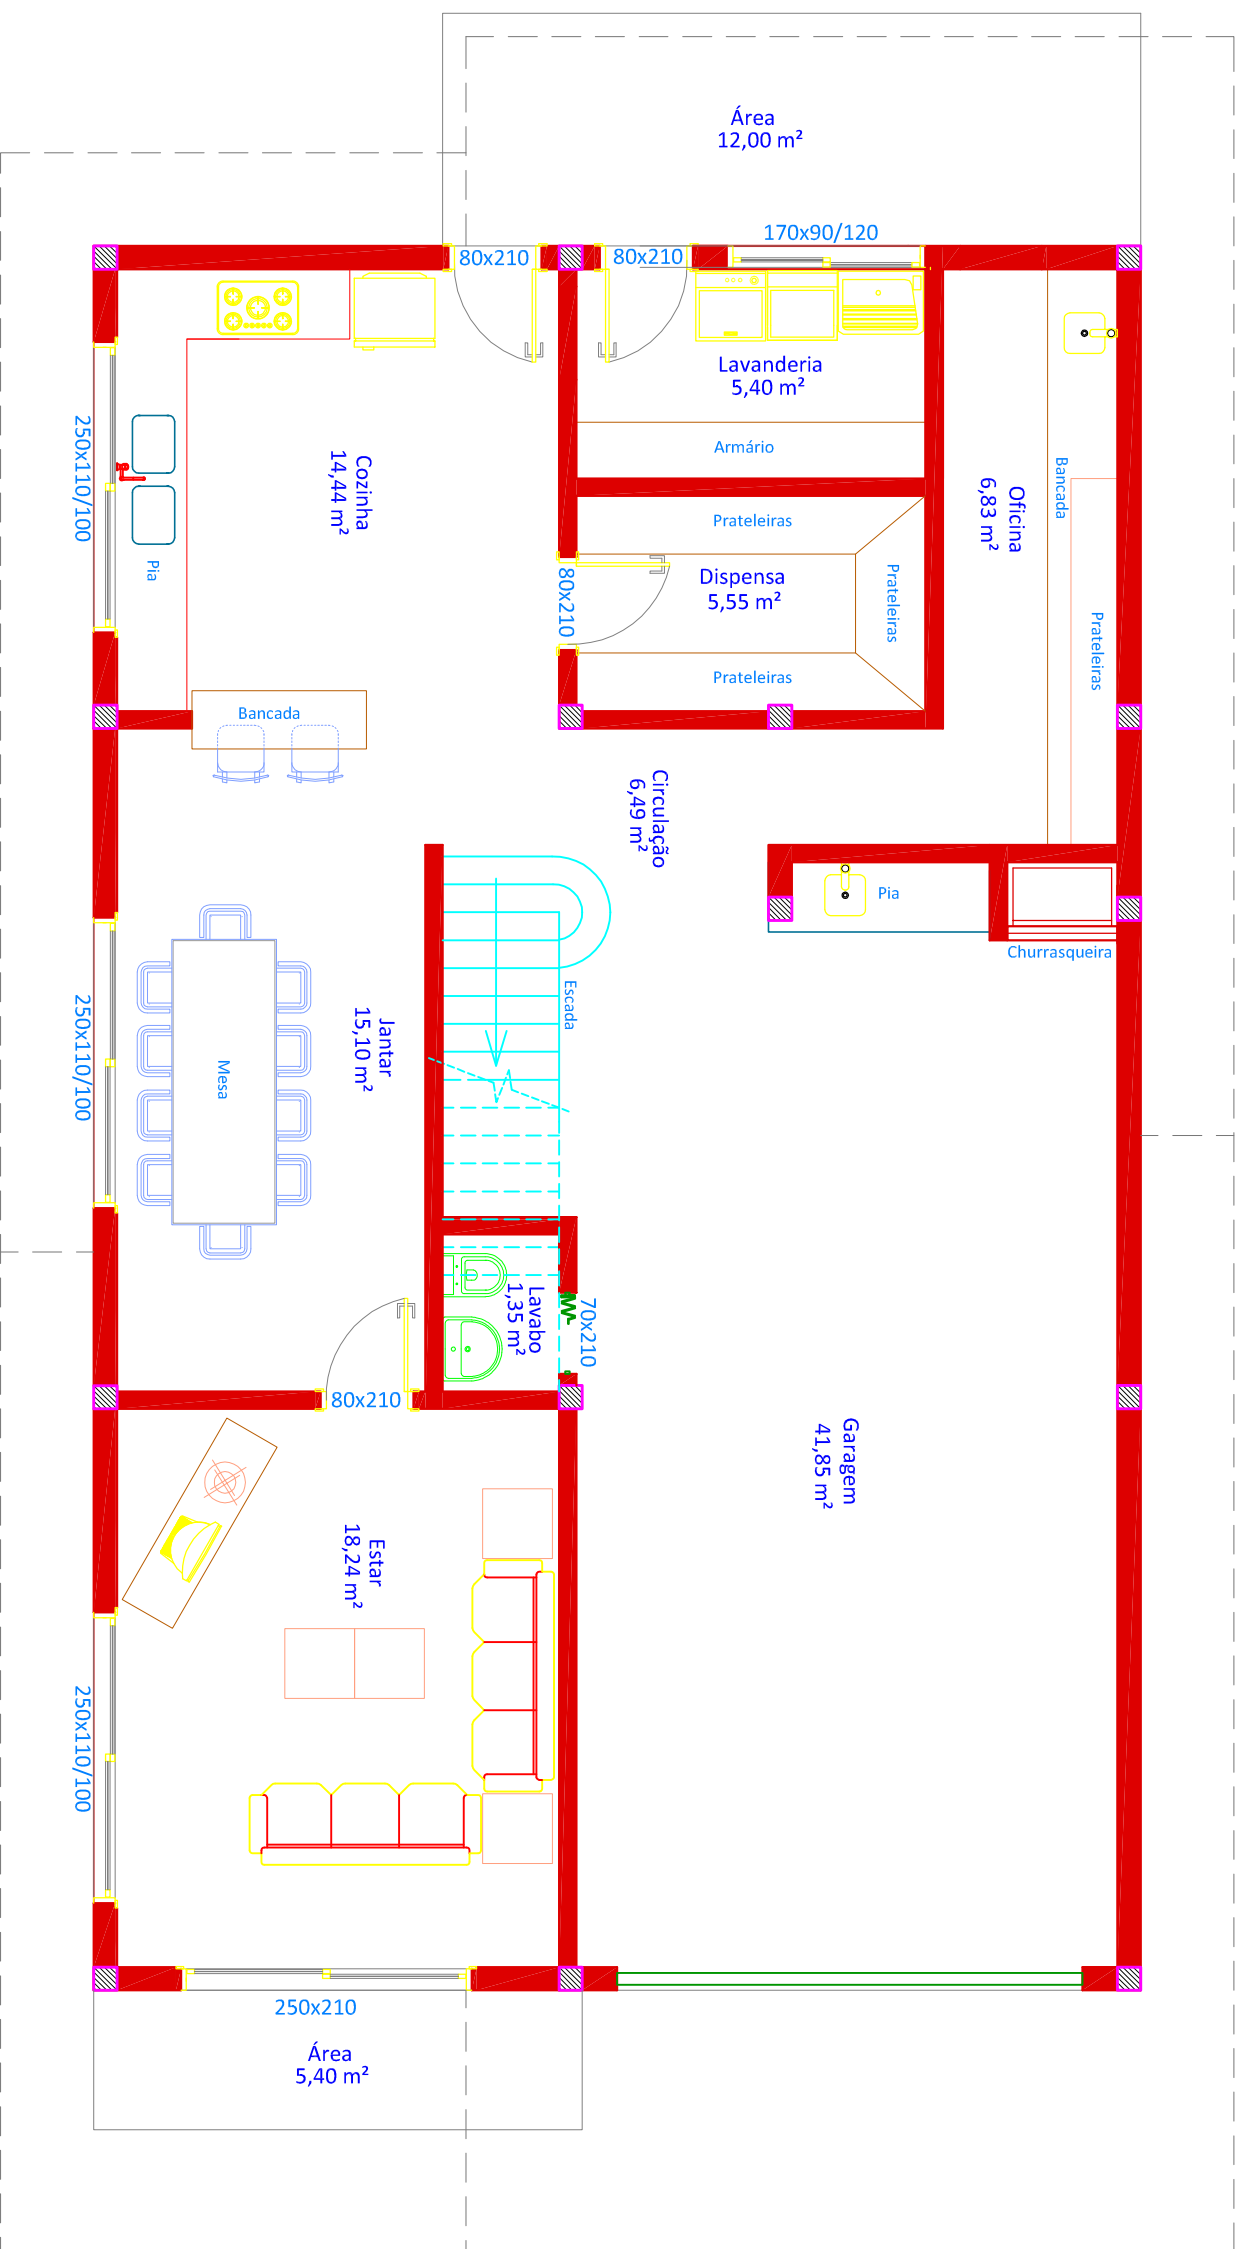 Área
12,00 m²
170x90/120
80x210
80x210
Lavanderia
5,40 m²
Armário
250x110/100
Cozinha
14,44 m²
Pia
Prateleiras
Dispensa
5,55 m²
80x210
Prateleiras
Prateleiras
Oficina
6,83 m²
Bancada
Prateleiras
Bancada
Circulação
6,49 m²
Pia
Churrasqueira
Escada
250x110/100
Jantar
15,10 m²
Mesa
Lavabo
1,35 m²
70x210
80x210
Garagem
41,85 m²
Estar
18,24 m²
250x110/100
250x210
Área
5,40 m²